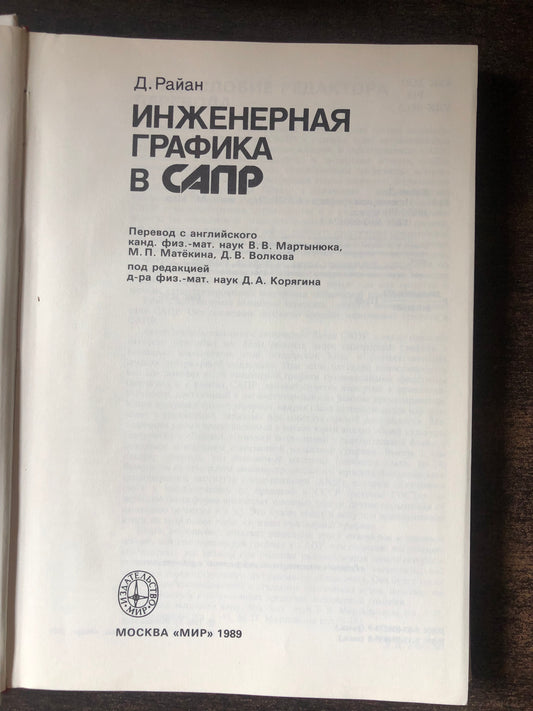 Д. Райан
ИНЖЕНЕРНАЯ
ГРАФИКА
В САПР
Перевод с английского
канд. физ.-мат. наук В. В. Мартынюка,
М. П. Матёкина, Д. В. Волкова
под редакцией
д-ра физ.-мат. наук Д. А. Корягина
ИЗДАТЕЛЬСТВО
МИР
МОСКВА «МИР» 1989